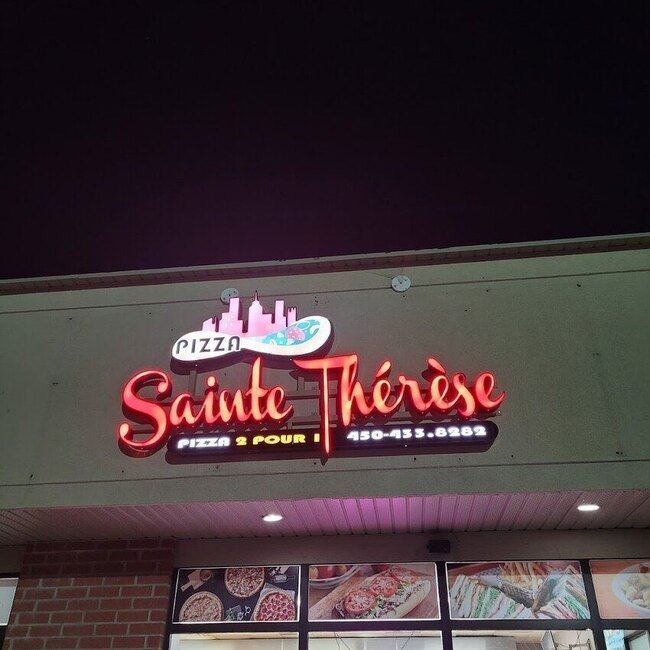 PIZZA
Sainte Thérèse
PIZZA 2 POUR 1 450-433.8282